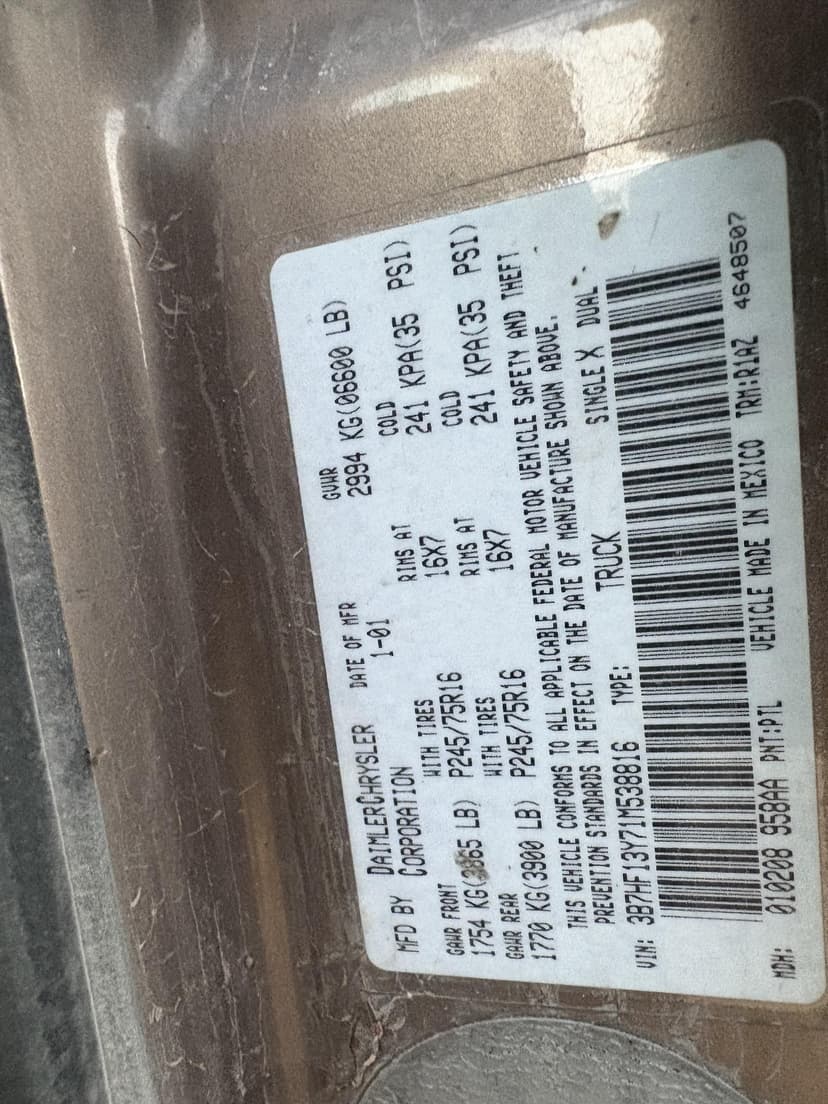 MFD BY DAIMLERCHRYSLER CORPORATION DATE OF MFR 1-01 GVWR 2994 KG(06600 LB)
GAWR FRONT WITH TIRES RIMS AT COLD
1754 KG(3865 LB) P245/75R16 16X7 241 KPA(35 PSI)
GAWR REAR WITH TIRES RIMS AT COLD
1770 KG(3900 LB) P245/75R16 16X7 241 KPA(35 PSI)
THIS VEHICLE CONFORMS TO ALL APPLICABLE FEDERAL MOTOR VEHICLE SAFETY AND THEFT
PREVENTION STANDARDS IN EFFECT ON THE DATE OF MANUFACTURE SHOWN ABOVE.
VIN: 3B7HF13Y71M538816 TYPE: TRUCK SINGLE X DUAL
MDH: 010208 958AA PNT:PTL VEHICLE MADE IN MEXICO TRM:R1AZ 4648507